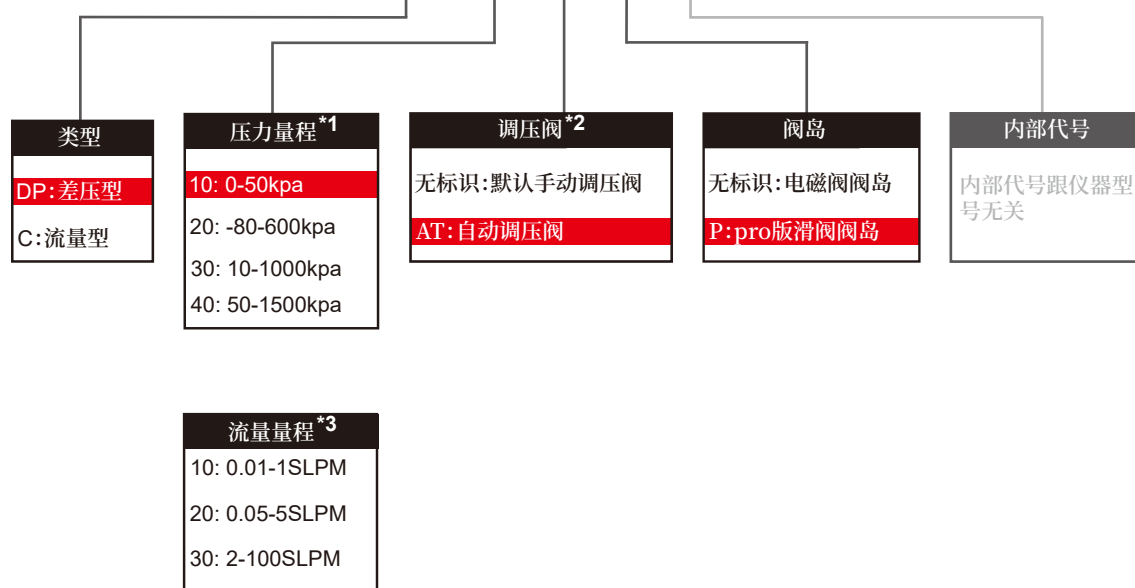 类型
DP:差压型
C:流量型
压力量程*1
10: 0-50kpa
20: -80-600kpa
30: 10-1000kpa
40: 50-1500kpa
调压阀*2
无标识:默认手动调压阀
AT:自动调压阀
阀岛
无标识:电磁阀阀岛
P:pro版滑阀阀岛
内部代号
内部代号跟仪器型
号无关
流量量程*3
10: 0.01-1SLPM
20: 0.05-5SLPM
30: 2-100SLPM